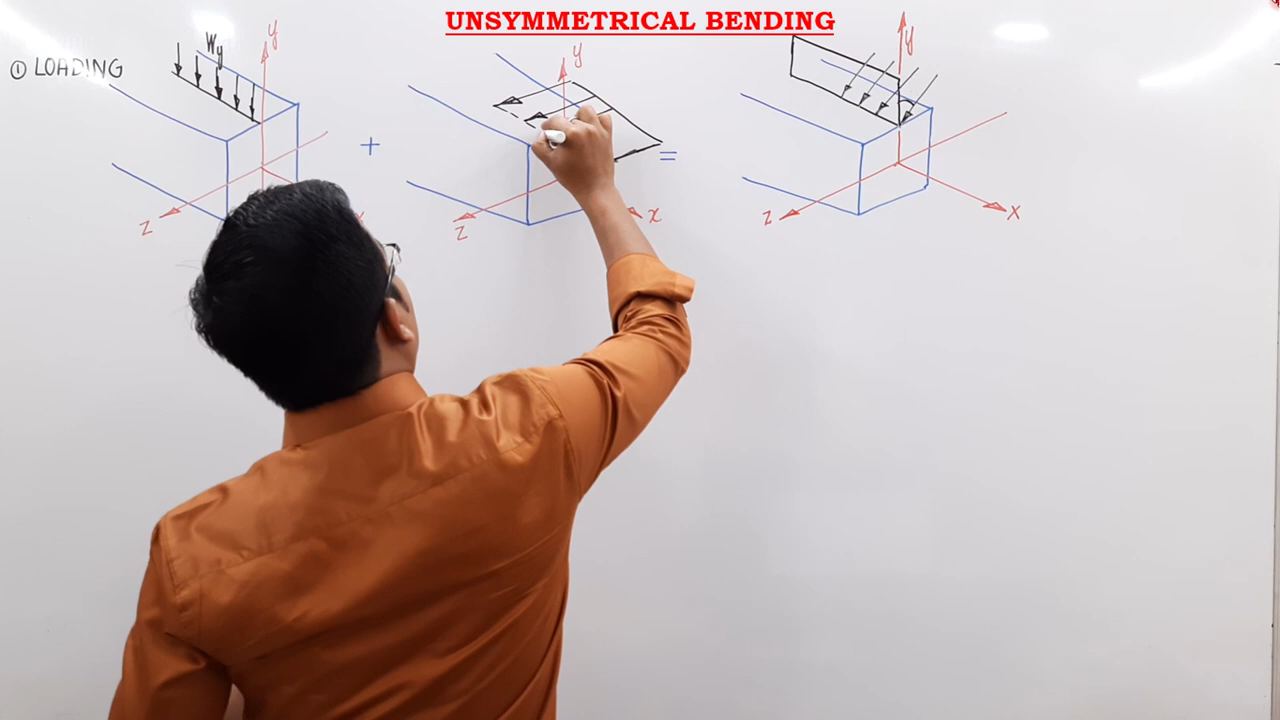 UNSYMMETRICAL BENDING
① LOADING
Wy
y
z
x
+
y
z
x
=
y
z
x